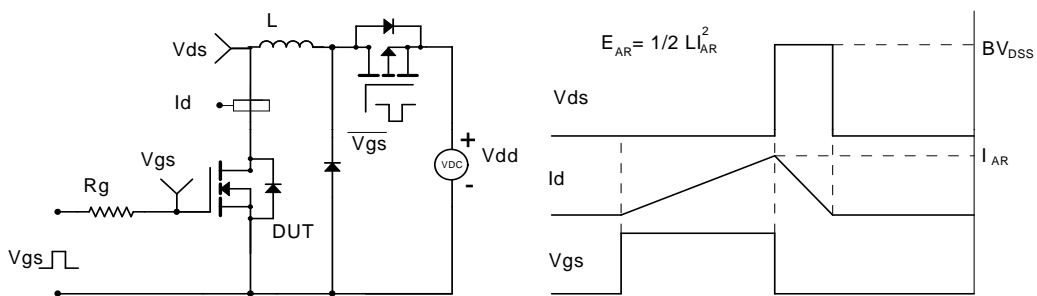 L
Vds
Id
Vgs
Vgs
Rg
DUT
Vgs
VDC
+
-
Vdd
E_AR= 1/2 LI²_AR
BV_DSS
Vds
I_AR
Id
Vgs